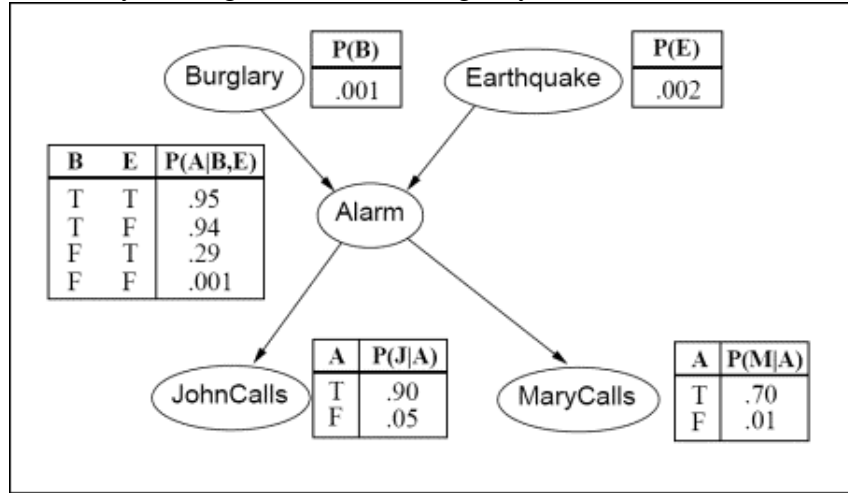 Burglary
P(B)
.001
Earthquake
P(E)
.002
B E P(A|B,E)
T T .95
T F .94
F T .29
F F .001
Alarm
JohnCalls
A P(J|A)
T .90
F .05
MaryCalls
A P(M|A)
T .70
F .01